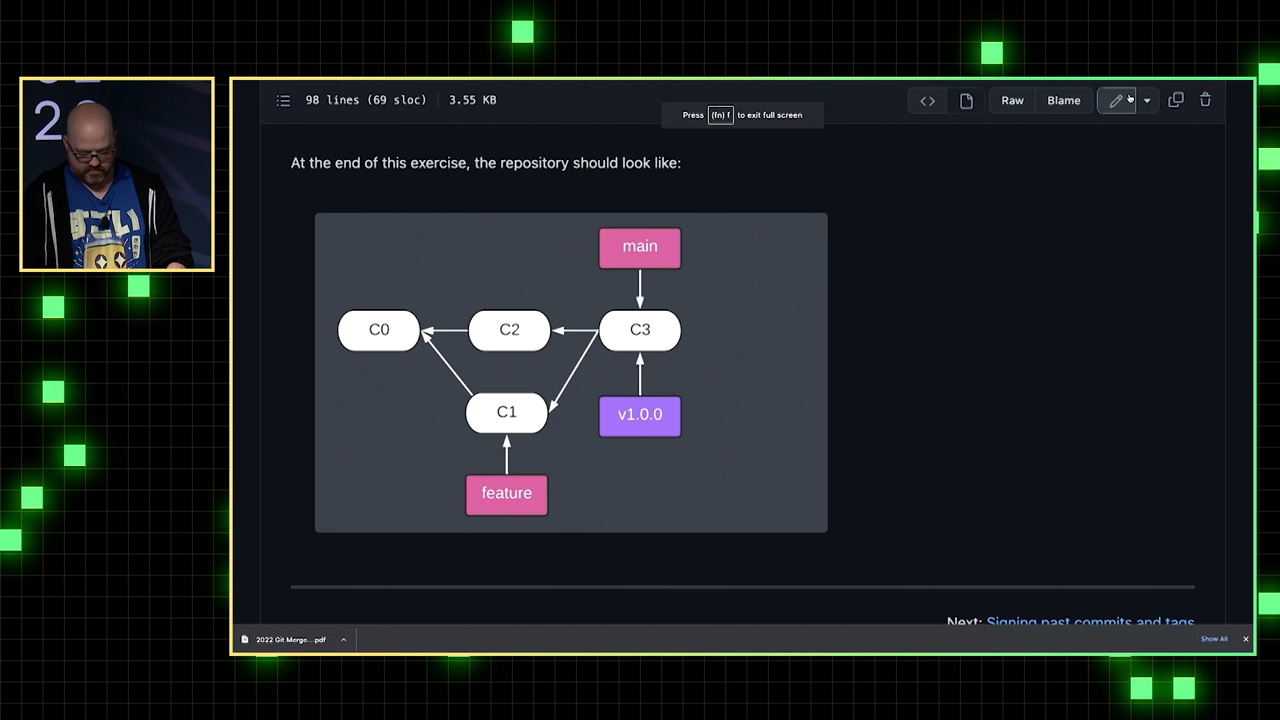 2
98 lines (69 sloc) 3.55 KB
Raw Blame
Press (fn) f to exit full screen
At the end of this exercise, the repository should look like:
main
C0 C2 C3
C1 v1.0.0
feature
Next: Signing past commits and tags
2022 Git Merge....pdf
Show All